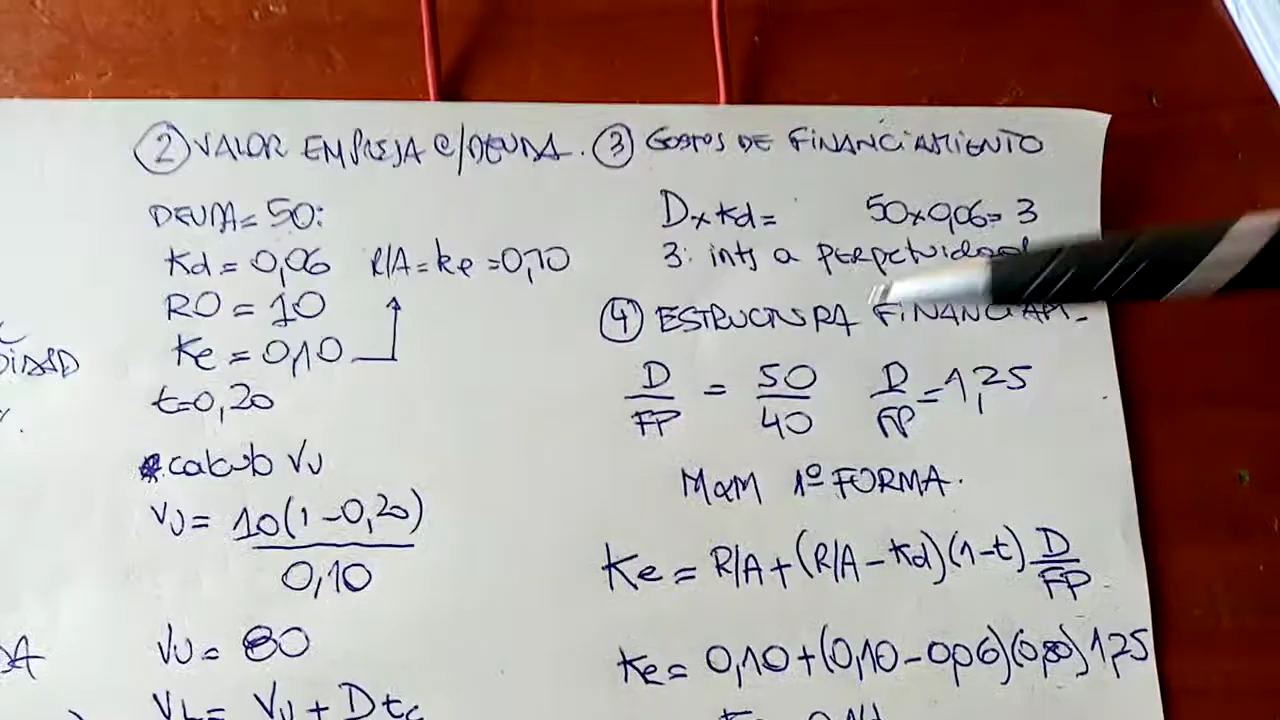 ② VALOR EMPRESA C/DEUDA.
DEUDA = 50:
Kd = 0,06 R/A = ke = 0,10
RO = 10
Ke = 0,10
t=0,20
calculo VU
VU = 10(1-0,20)
0,10
VU = 80
VL = VU + Dtc
③ COSTOS DE FINANCIAMIENTO
D x Kd = 50x0,06= 3
3: ints a perpetuidad
④ ESTRUCTURA FINANCIAM-
D/FP = 50/40 D/FP = 1,25
MQM 1º FORMA.
Ke = R/A + (R/A - Kd)(1-t) D/FP
Ke = 0,10 + (0,10 - 0,06)(0,80) 1,25